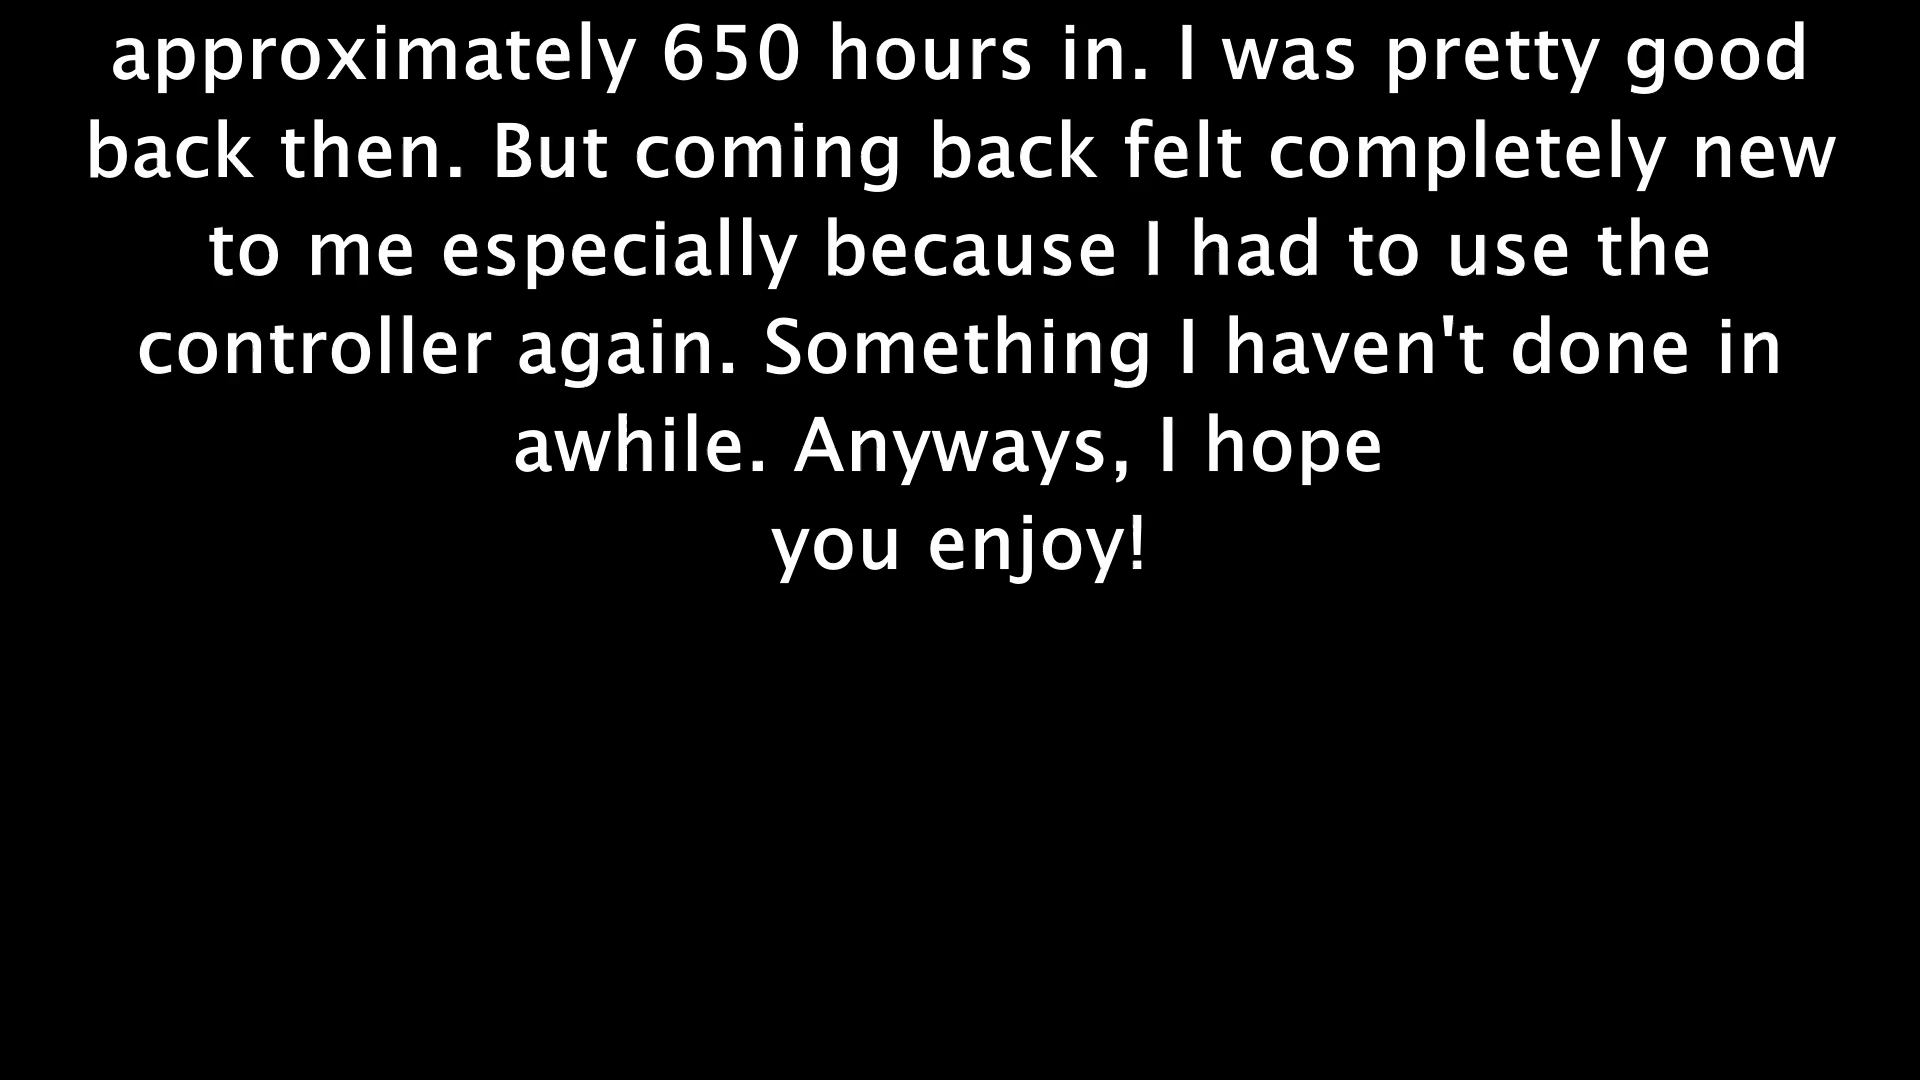 approximately 650 hours in. I was pretty good
back then. But coming back felt completely new
to me especially because I had to use the
controller again. Something I haven't done in
awhile. Anyways, I hope
you enjoy!